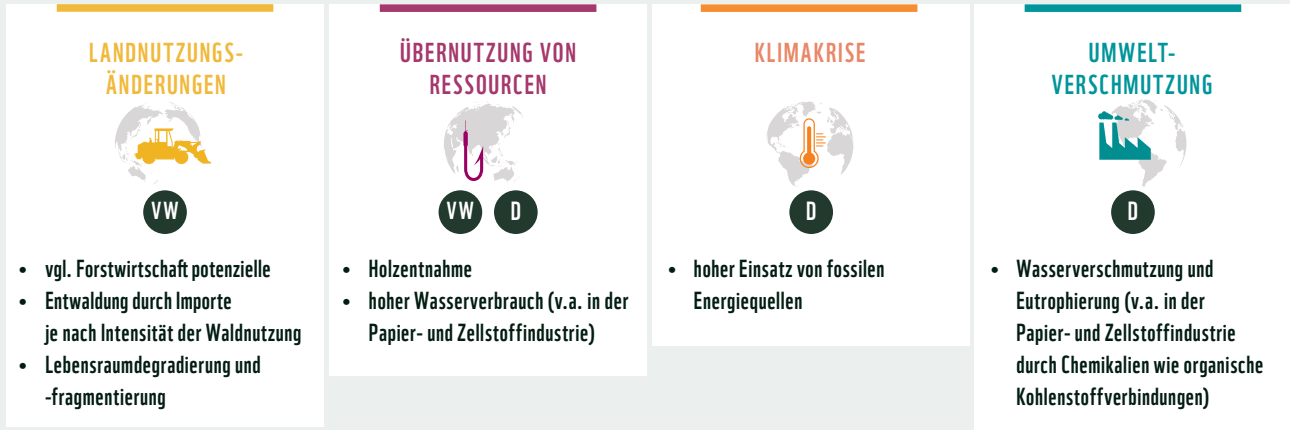 LANDNUTZUNGS-
ÄNDERUNGEN
VW
• vgl. Forstwirtschaft potenzielle
• Entwaldung durch Importe
je nach Intensität der Waldnutzung
• Lebensraumdegradierung und
-fragmentierung
ÜBERNUTZUNG VON
RESSOURCEN
VW D
• Holzentnahme
• hoher Wasserverbrauch (v.a. in der
Papier- und Zellstoffindustrie)
KLIMAKRISE
D
• hoher Einsatz von fossilen
Energiequellen
UMWELT-
VERSCHMUTZUNG
D
• Wasserverschmutzung und
Eutrophierung (v.a. in der
Papier- und Zellstoffindustrie
durch Chemikalien wie organische
Kohlenstoffverbindungen)